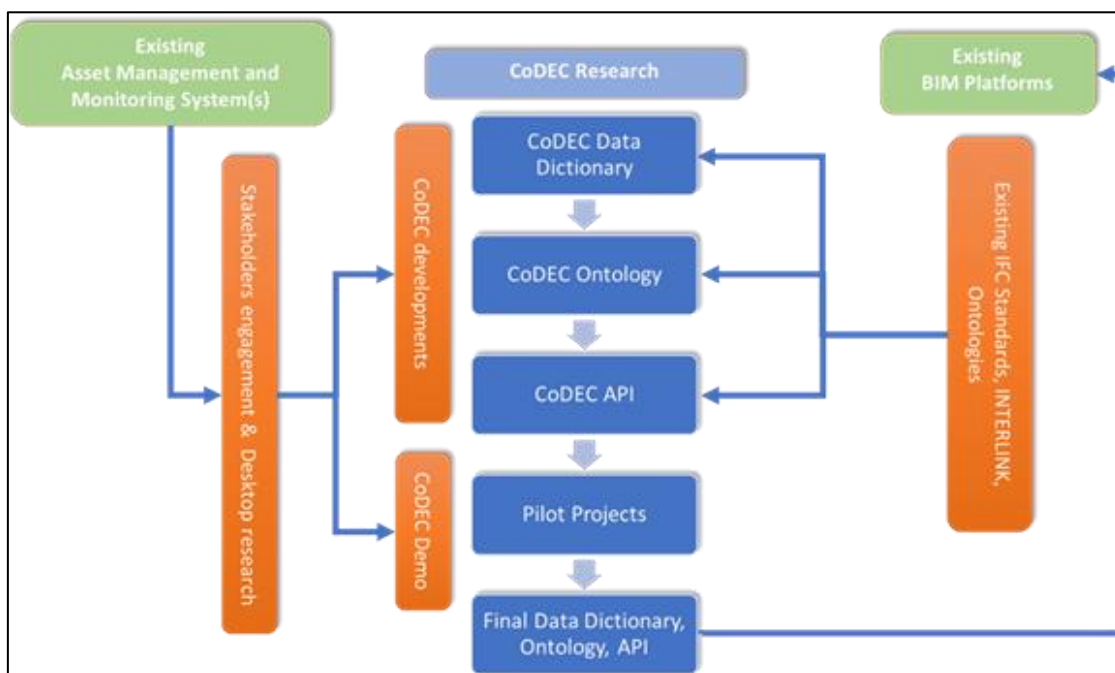 Existing
Asset Management and
Monitoring System(s)
CoDEC Research
Existing
BIM Platforms
Stakeholders engagement & Desktop research
CoDEC developments
CoDEC Demo
CoDEC Data
Dictionary
CoDEC Ontology
CoDEC API
Pilot Projects
Final Data Dictionary,
Ontology, API
Existing IFC Standards, INTERLINK,
Ontologies